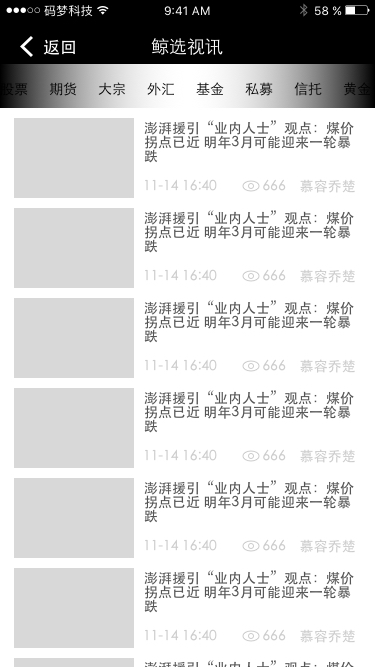 码梦科技 9:41 AM 58 %
返回 鲸选视讯
股票 期货 大宗 外汇 基金 私募 信托 黄金
澎湃援引“业内人士”观点：煤价
拐点已近 明年3月可能迎来一轮暴
跌
11-14 16:40 666 慕容乔楚
澎湃援引“业内人士”观点：煤价
拐点已近 明年3月可能迎来一轮暴
跌
11-14 16:40 666 慕容乔楚
澎湃援引“业内人士”观点：煤价
拐点已近 明年3月可能迎来一轮暴
跌
11-14 16:40 666 慕容乔楚
澎湃援引“业内人士”观点：煤价
拐点已近 明年3月可能迎来一轮暴
跌
11-14 16:40 666 慕容乔楚
澎湃援引“业内人士”观点：煤价
拐点已近 明年3月可能迎来一轮暴
跌
11-14 16:40 666 慕容乔楚
澎湃援引“业内人士”观点：煤价
拐点已近 明年3月可能迎来一轮暴
跌
11-14 16:40 666 慕容乔楚
澎湃援引“业内人士”观点：煤价